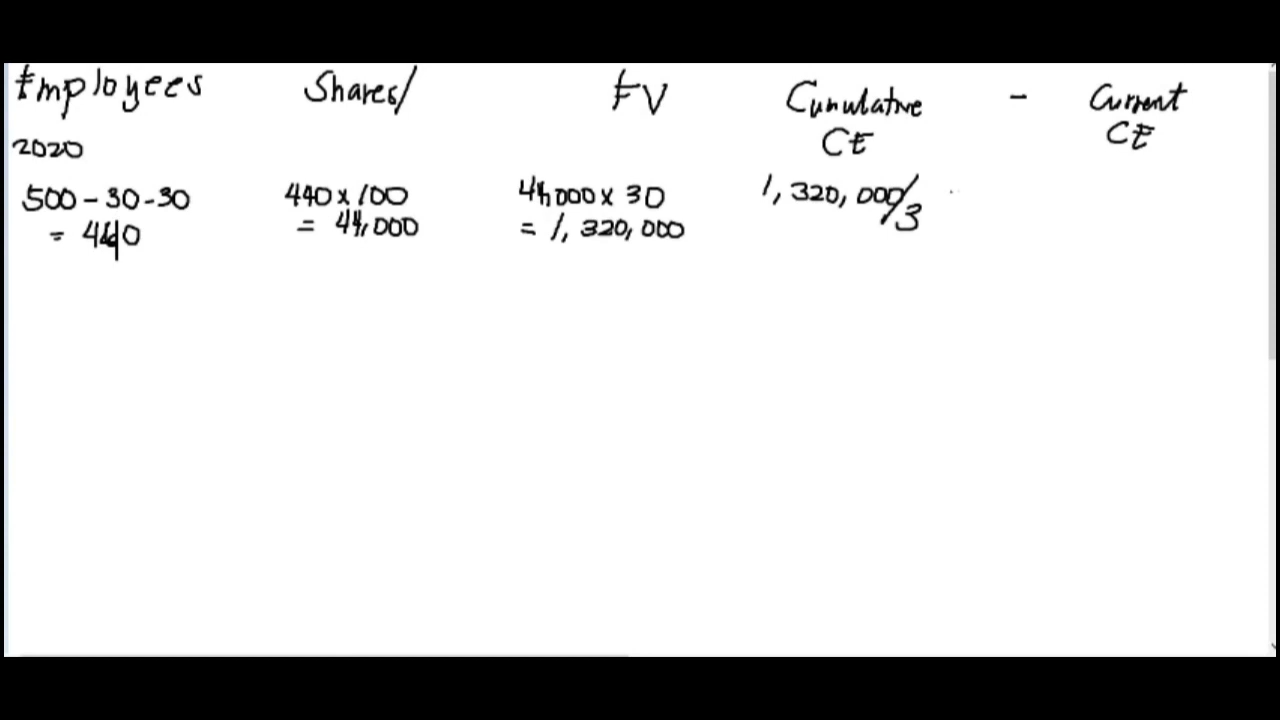 Employees Shares/ FV Cumulative - Current
CE CE
2020
500 - 30 - 30 440 x 100 44,000 x 30 1, 320, 000/3
= 440 = 44,000 = 1, 320, 000